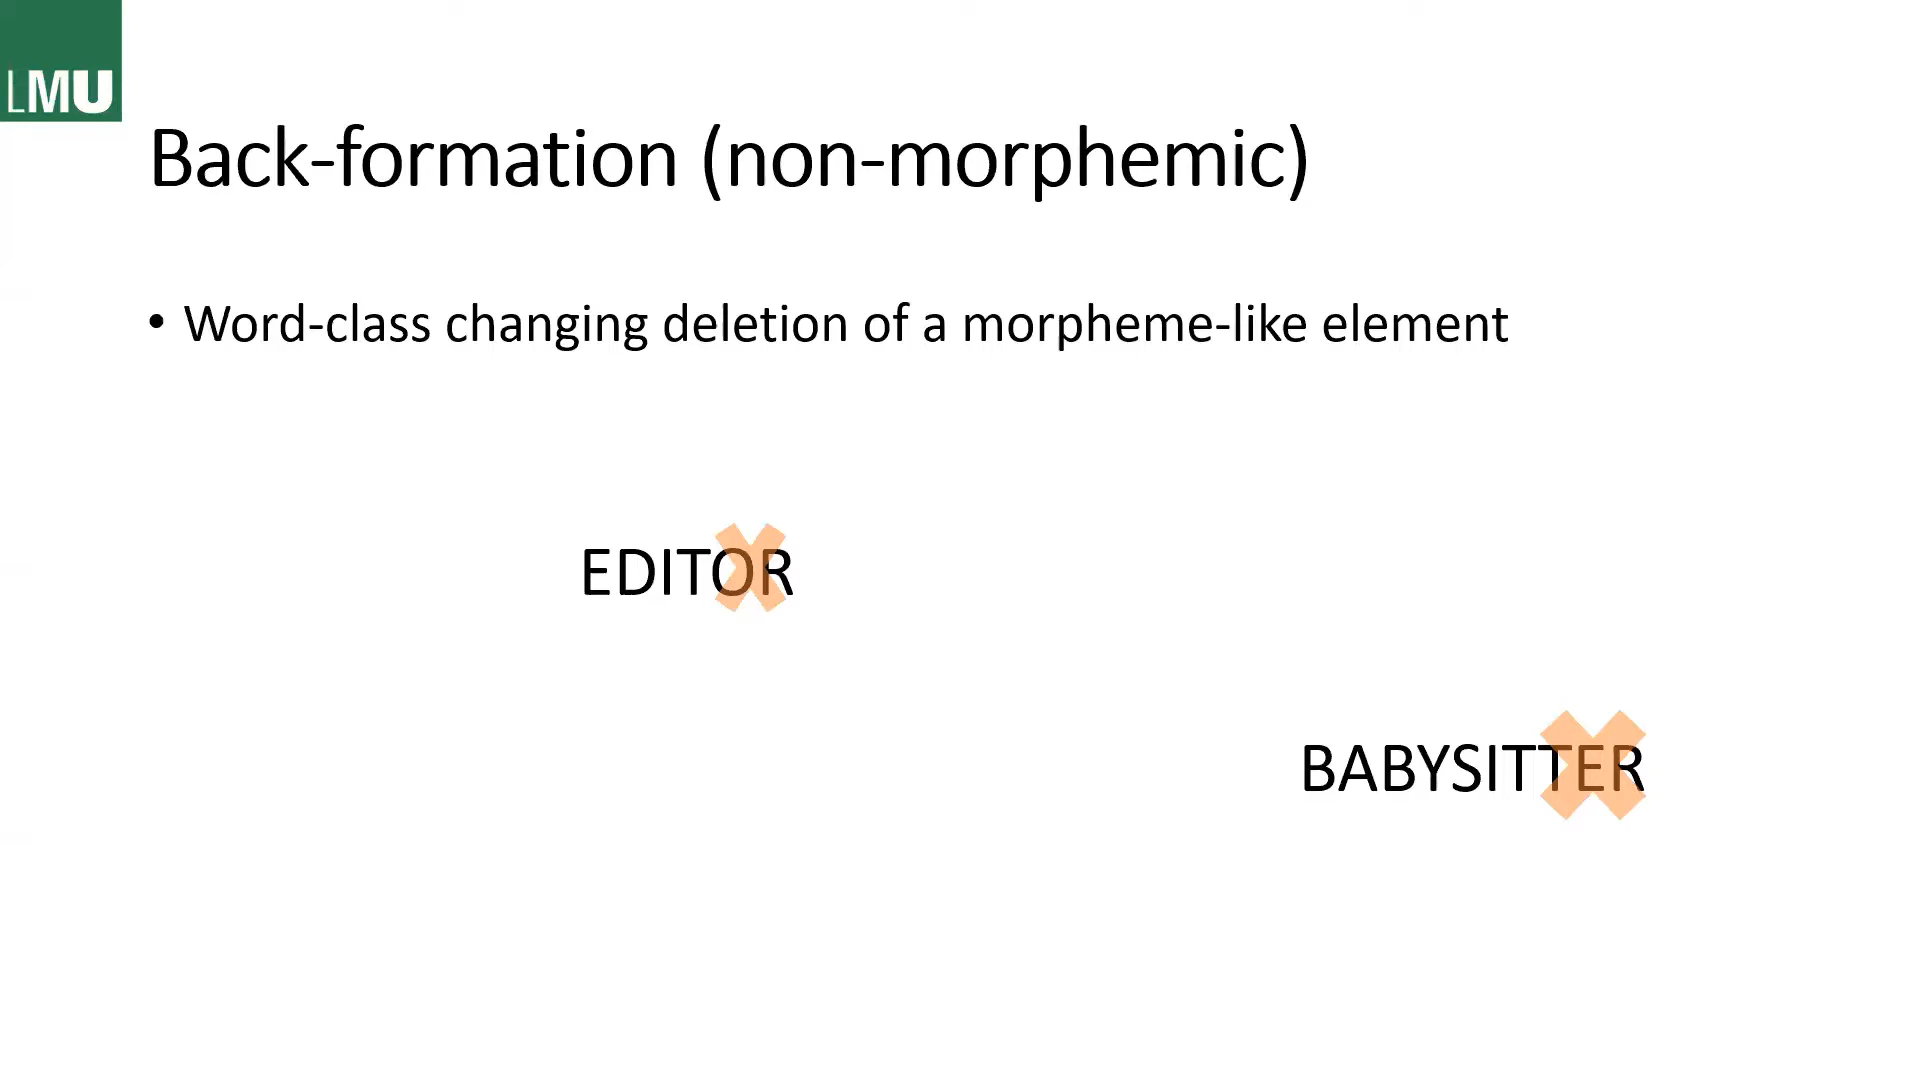 LMU
Back-formation (non-morphemic)
• Word-class changing deletion of a morpheme-like element
EDITOR
BABYSITTER